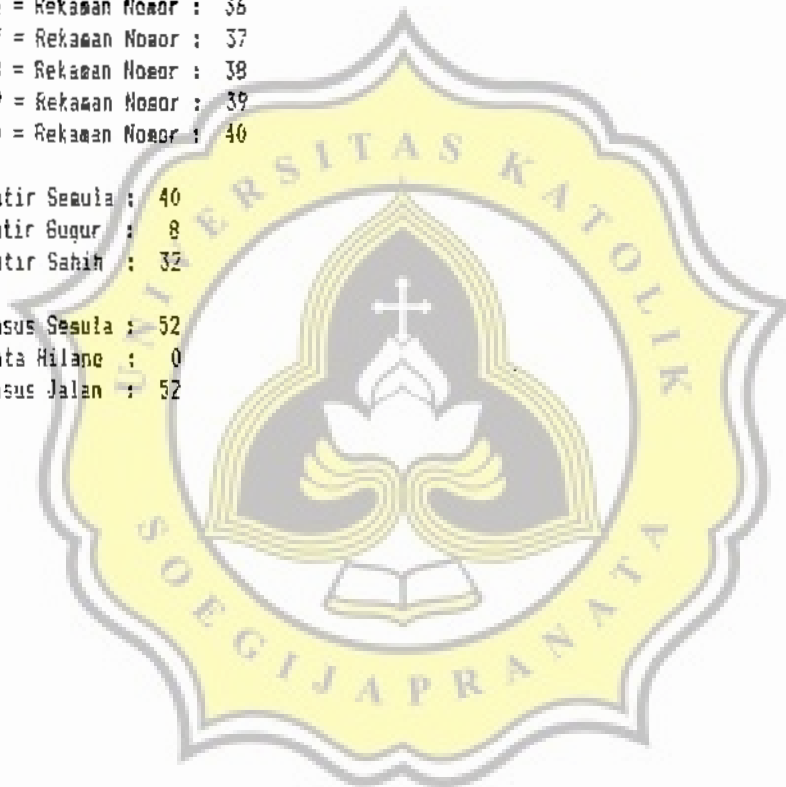 = Rekaman Nomor : 36
= Rekaman Nomor : 37
= Rekaman Nomor : 38
= Rekaman Nomor : 39
= Rekaman Nomor : 40
tir Semula : 40
tir Gugur : 8
tir Sahih : 32
sus Semula : 52
ta Hilang : 0
sus Jalan : 52
UNIVERSITAS KATOLIK
SOEGIJAPRANATA